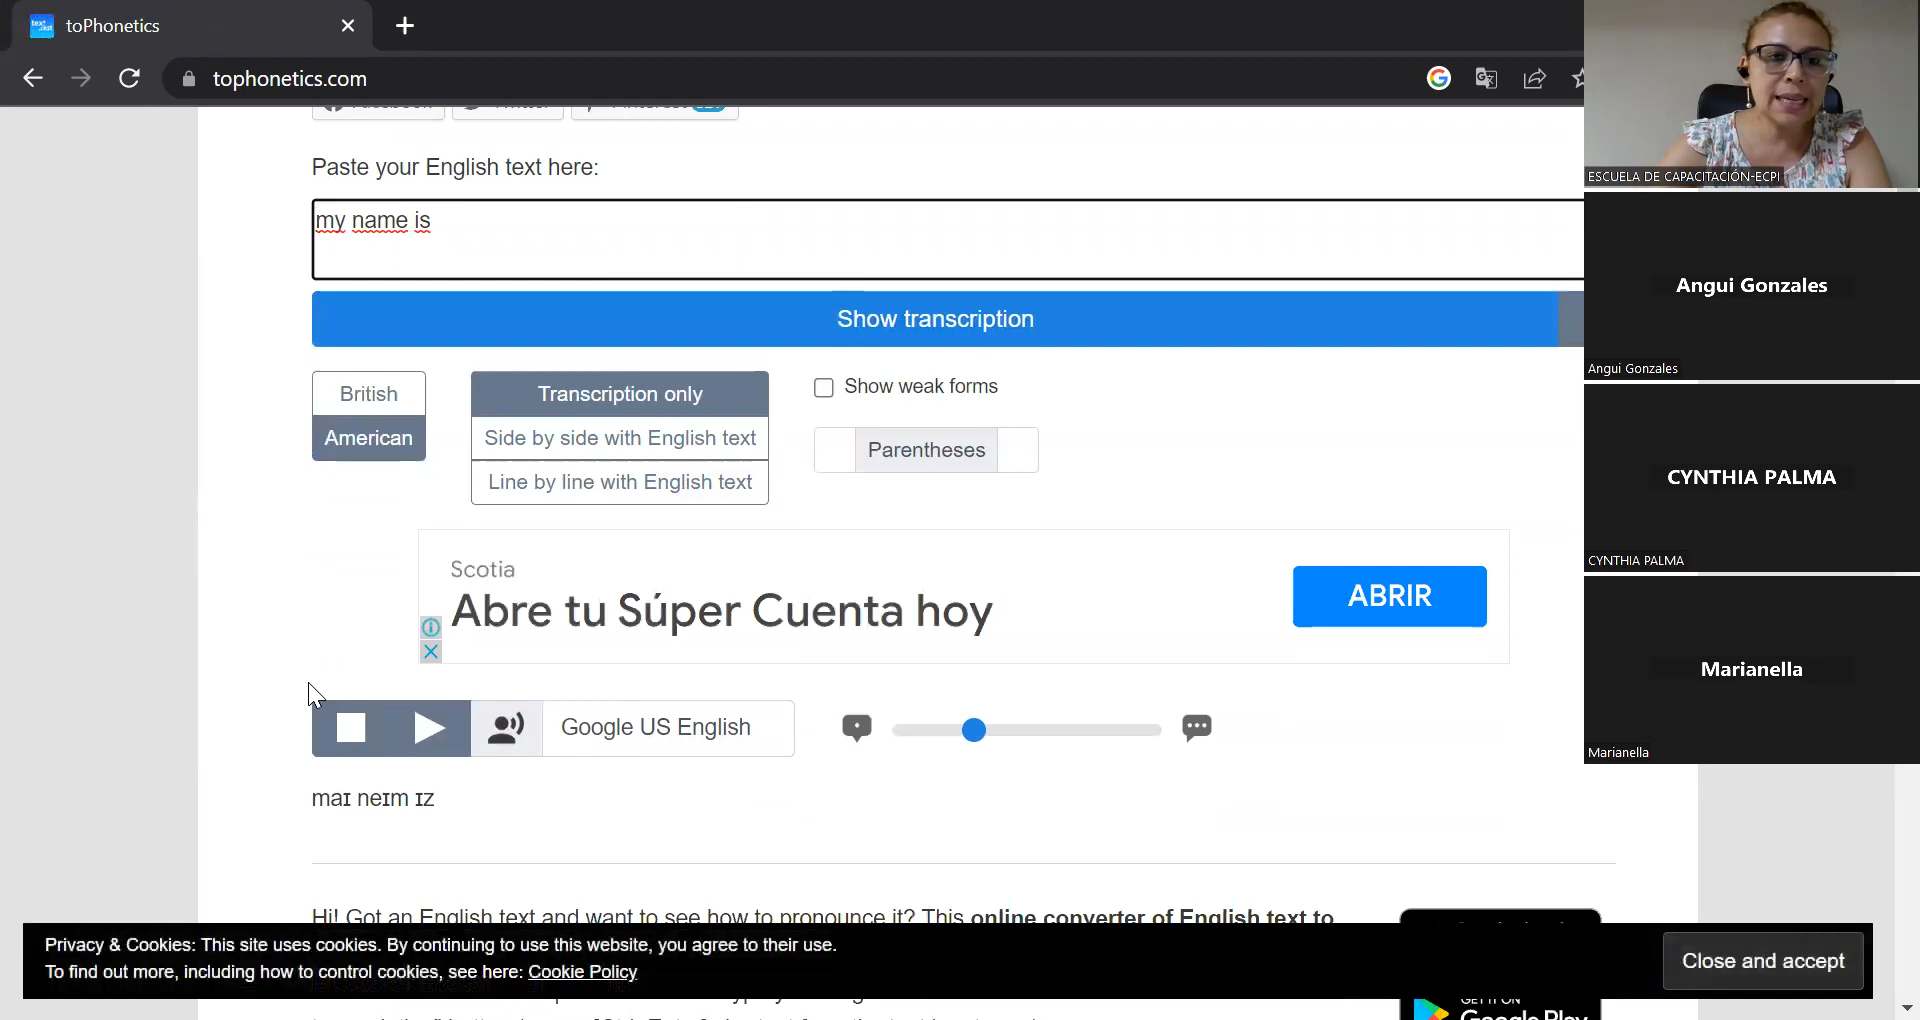 toPhonetics
tophonetics.com
Paste your English text here:
my name is
Show transcription
British
American
Transcription only
Side by side with English text
Line by line with English text
Show weak forms
Parentheses
Scotia
Abre tu Súper Cuenta hoy
ABRIR
Google US English
maɪ neɪm ɪz
Hi! Got an English text and want to see how to pronounce it? This online converter of English text to
Privacy & Cookies: This site uses cookies. By continuing to use this website, you agree to their use.
To find out more, including how to control cookies, see here: Cookie Policy
Close and accept
GET IT ON
Google Play
ESCUELA DE CAPACITACIÓN-ECPI
Angui Gonzales
Angui Gonzales
CYNTHIA PALMA
CYNTHIA PALMA
Marianella
Marianella